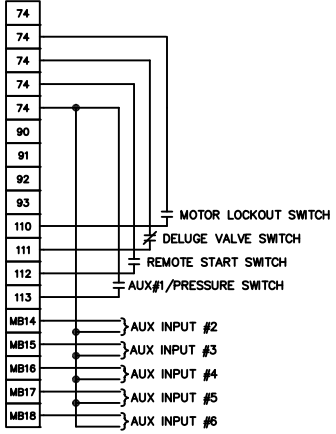 74
74
74
74
74
90
91
92
93
110
MOTOR LOCKOUT SWITCH
111
DELUGE VALVE SWITCH
112
REMOTE START SWITCH
113
AUX#1/PRESSURE SWITCH
MB14
AUX INPUT #2
MB15
AUX INPUT #3
MB16
AUX INPUT #4
MB17
AUX INPUT #5
MB18
AUX INPUT #6